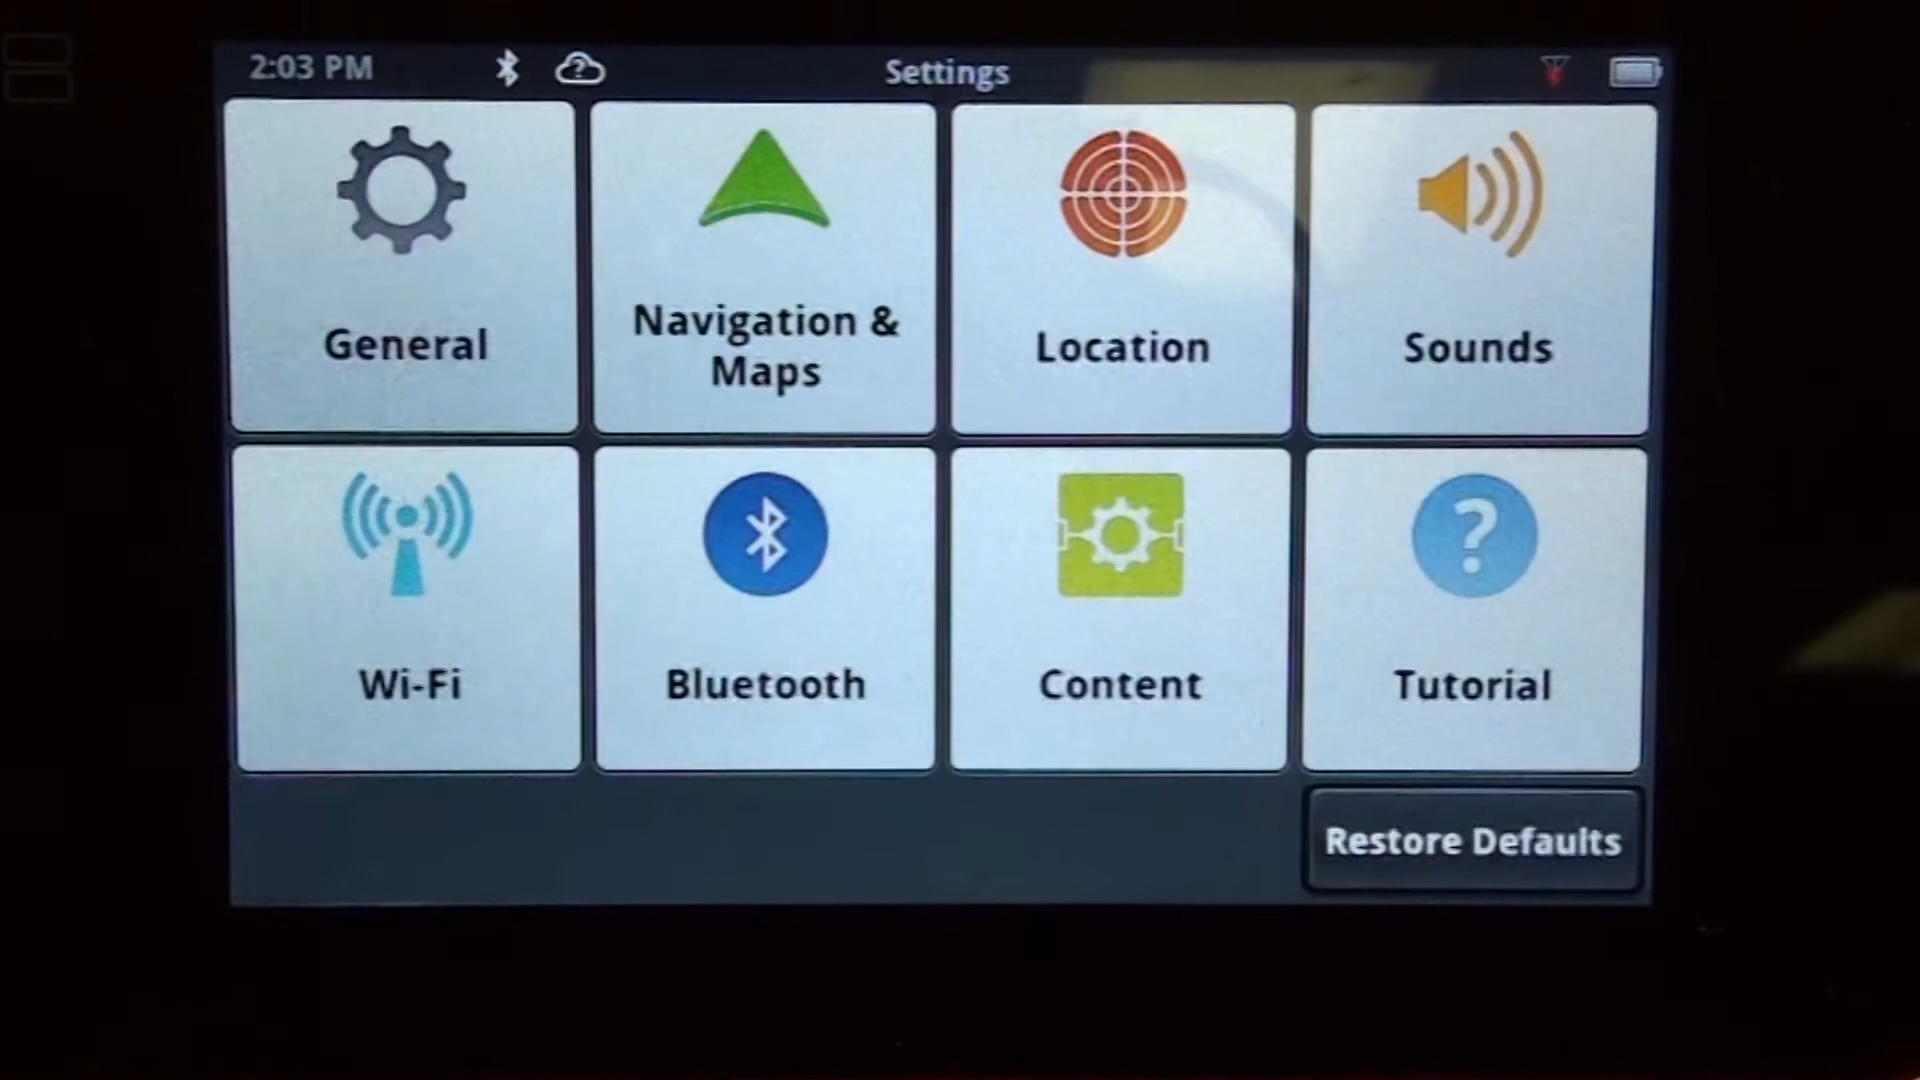 2:03 PM
Settings
General
Navigation &
Maps
Location
Sounds
Wi-Fi
Bluetooth
Content
Tutorial
Restore Defaults